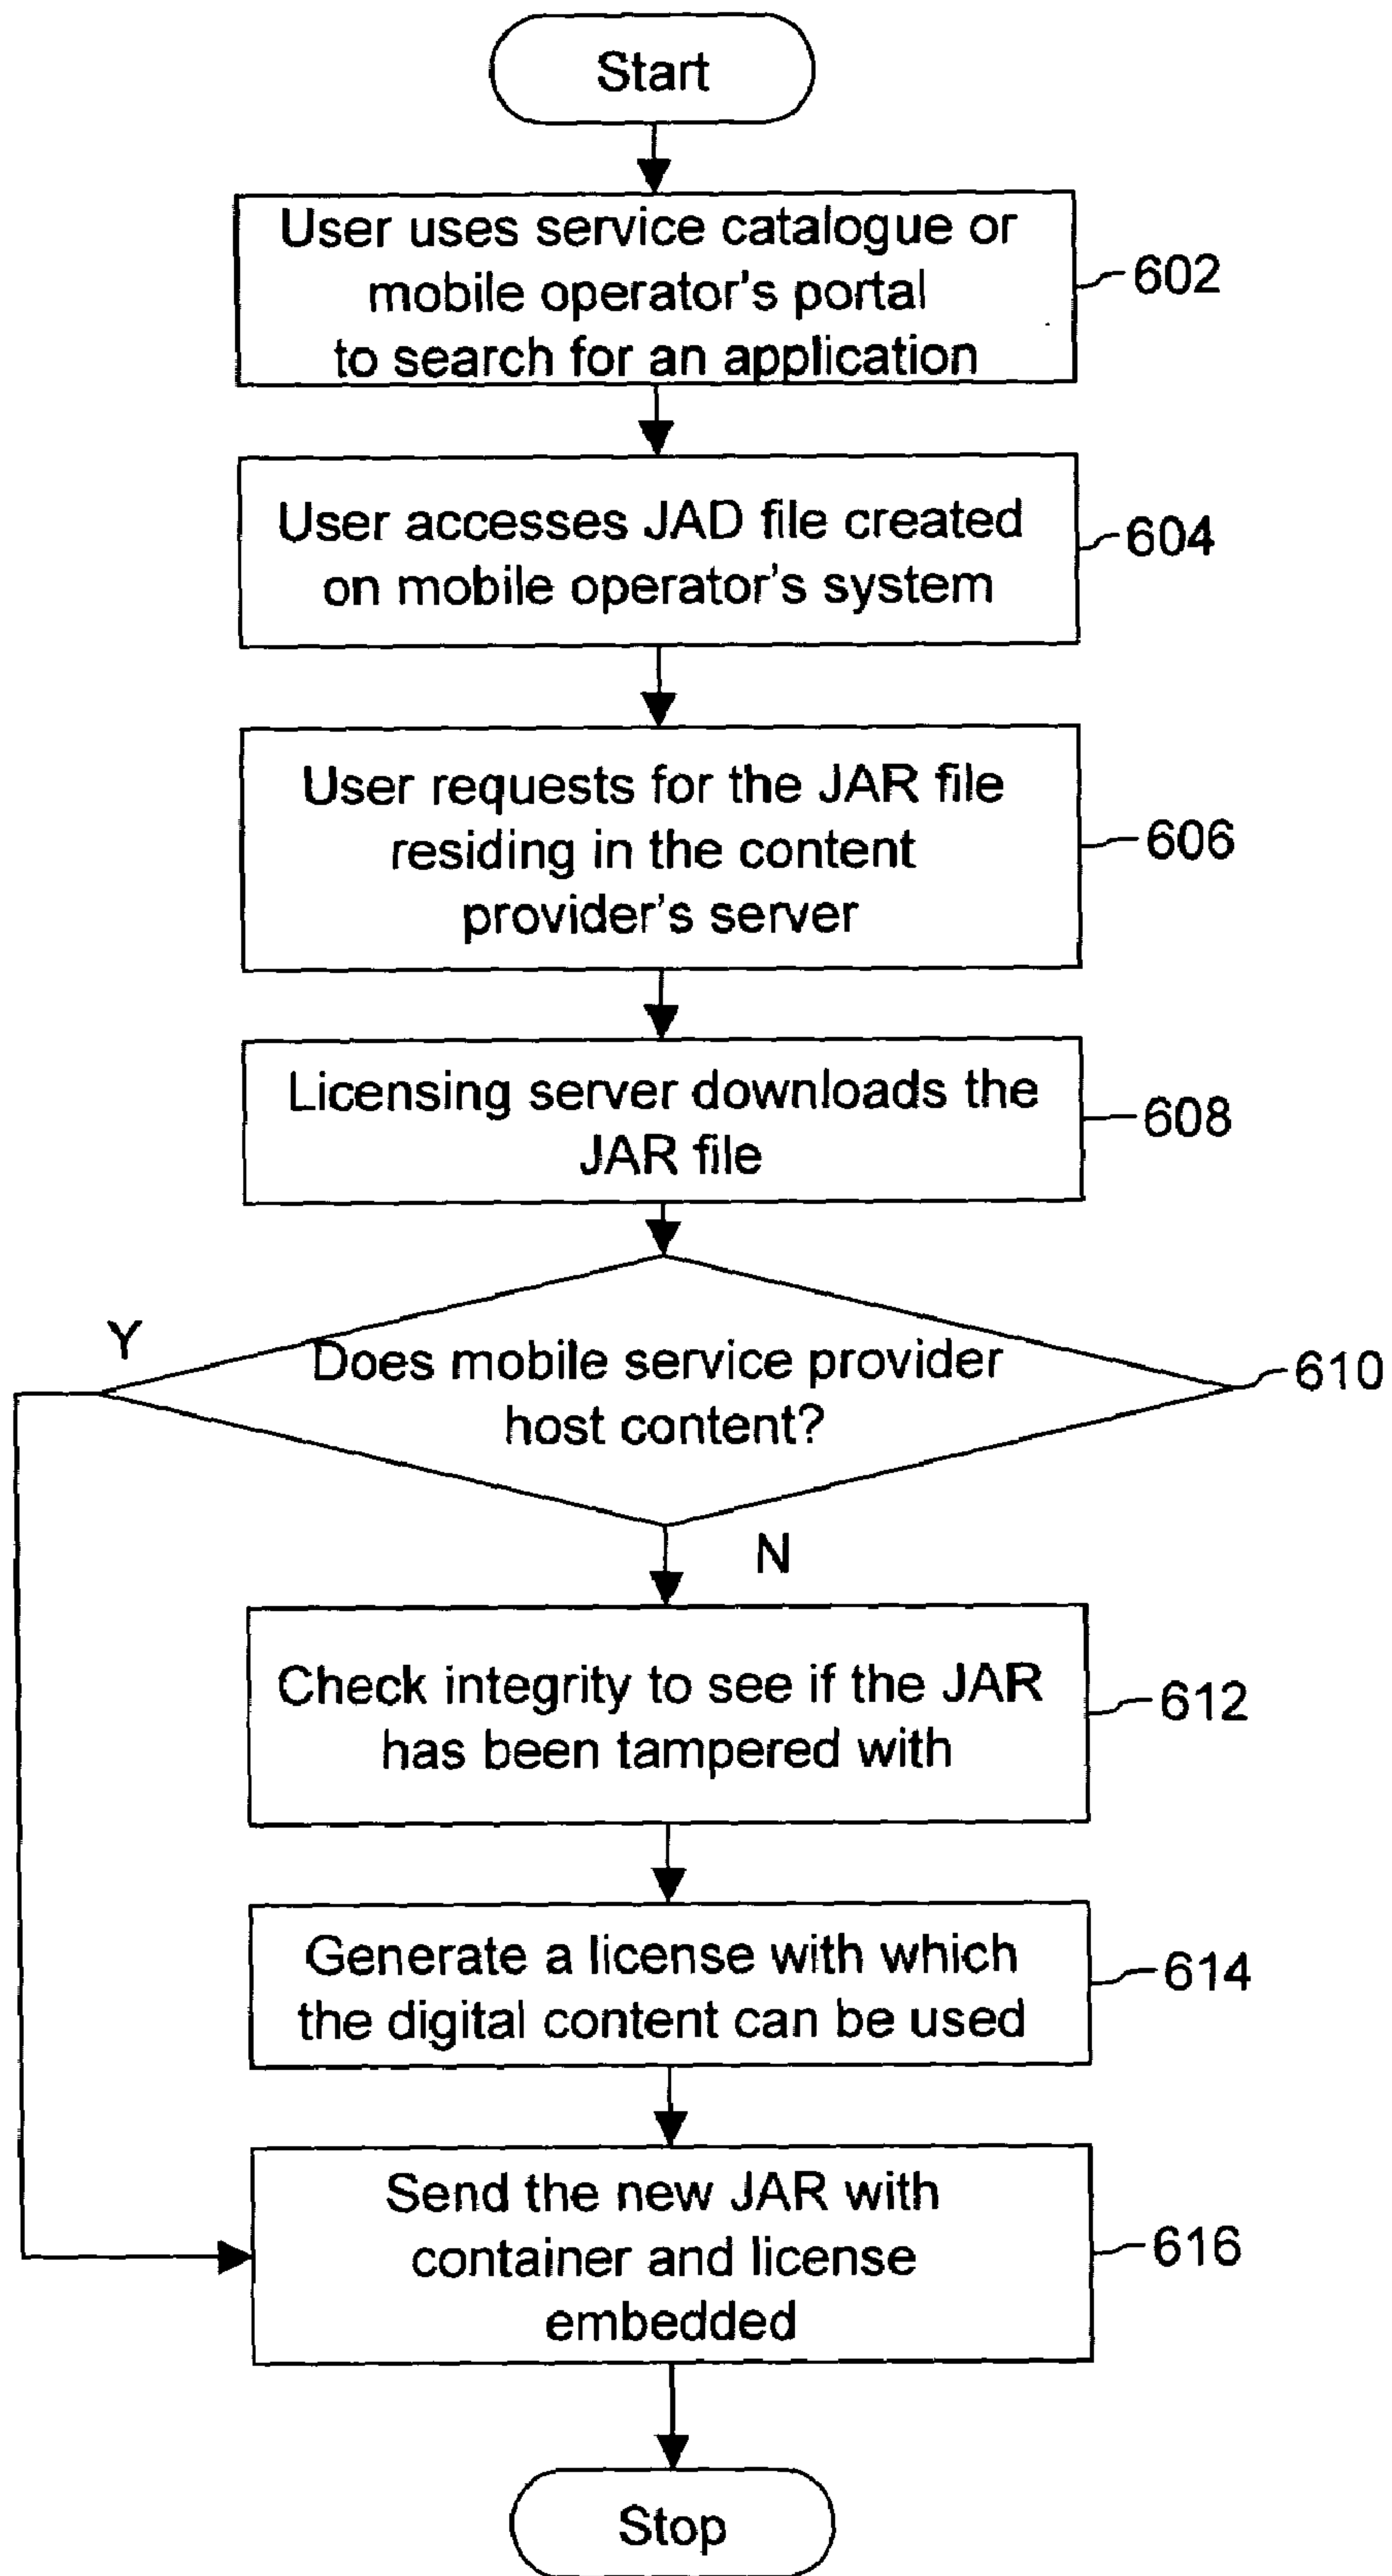 Start
User uses service catalogue or
mobile operator's portal
to search for an application
602
User accesses JAD file created
on mobile operator's system
604
User requests for the JAR file
residing in the content
provider's server
606
Licensing server downloads the
JAR file
608
Y
Does mobile service provider
host content?
610
N
Check integrity to see if the JAR
has been tampered with
612
Generate a license with which
the digital content can be used
614
Send the new JAR with
container and license
embedded
616
Stop